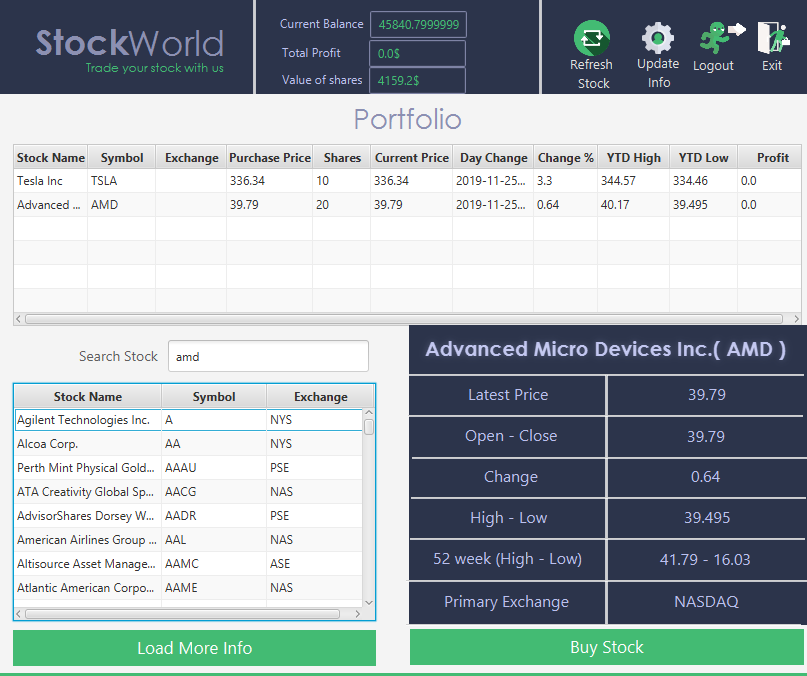 StockWorld
Trade your stock with us
Current Balance 45840.7999999
Total Profit 0.0$
Value of shares 4159.2$
Refresh Stock
Update Info
Logout
Exit
Portfolio
Stock Name Symbol Exchange Purchase Price Shares Current Price Day Change Change % YTD High YTD Low Profit
Tesla Inc TSLA 336.34 10 336.34 2019-11-25... 3.3 344.57 334.46 0.0
Advanced ... AMD 39.79 20 39.79 2019-11-25... 0.64 40.17 39.495 0.0
Search Stock amd
Stock Name Symbol Exchange
Agilent Technologies Inc. A NYS
Alcoa Corp. AA NYS
Perth Mint Physical Gold... AAAU PSE
ATA Creativity Global Sp... AACG NAS
AdvisorShares Dorsey W... AADR PSE
American Airlines Group ... AAL NAS
Altisource Asset Manage... AAMC ASE
Atlantic American Corpo... AAME NAS
Load More Info
Advanced Micro Devices Inc.( AMD )
Latest Price 39.79
Open - Close 39.79
Change 0.64
High - Low 39.495
52 week (High - Low) 41.79 - 16.03
Primary Exchange NASDAQ
Buy Stock